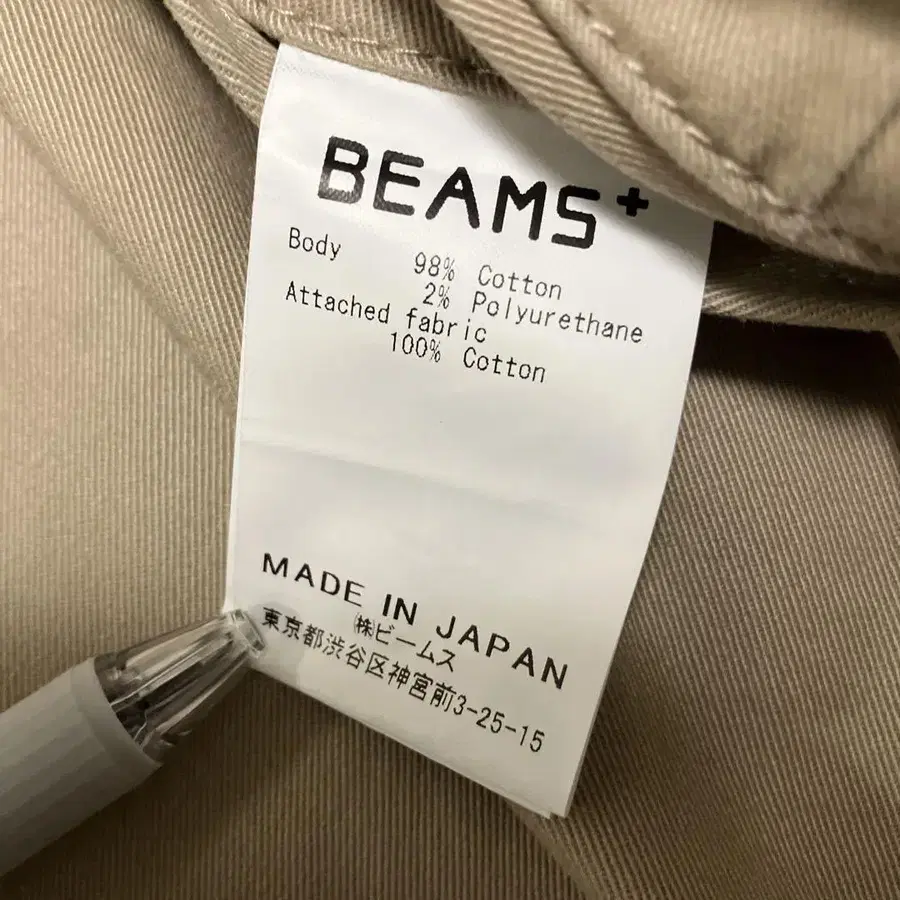 BEAMS+
Body 98% Cotton
2% Polyurethane
Attached fabric
100% Cotton
MADE IN JAPAN
㈱ビームス
東京都渋谷区神宮前3-25-15